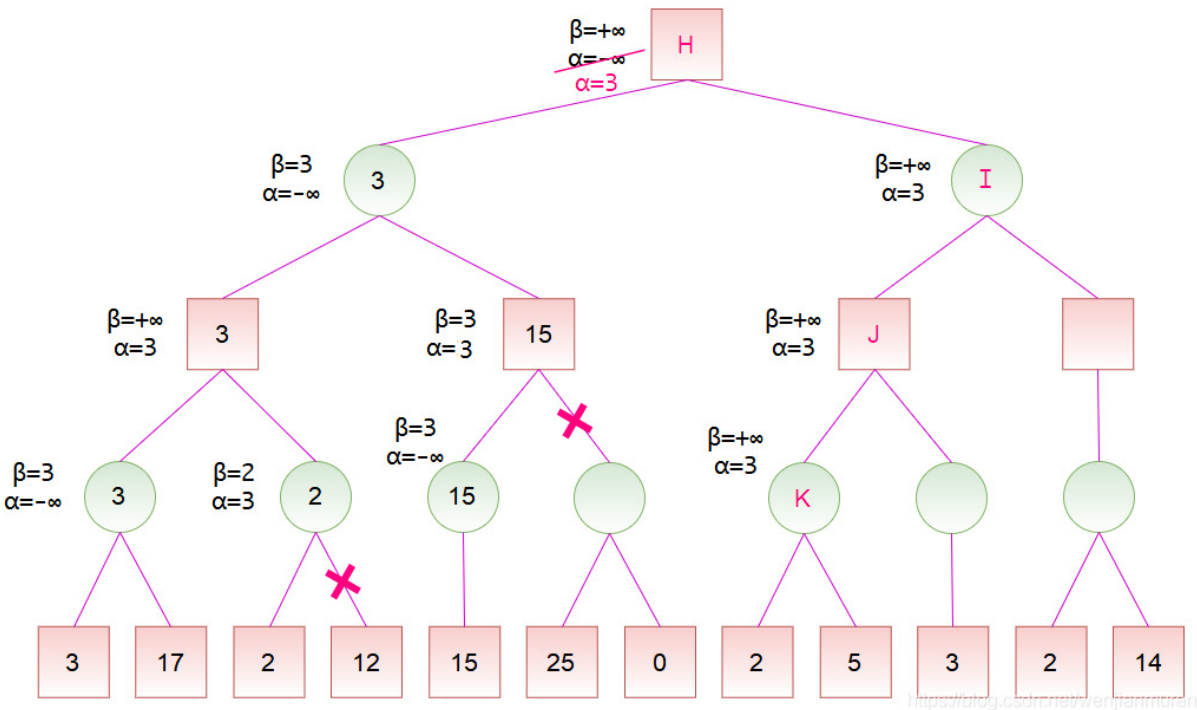 β=+∞
α=-∞
α=3
H
β=3
α=-∞
3
β=+∞
α=3
I
β=+∞
α=3
3
β=3
α=3
15
β=+∞
α=3
J
β=3
α=-∞
3
β=2
α=3
2
β=3
α=-∞
15
β=+∞
α=3
K
3 17 2 12 15 25 0 2 5 3 2 14
https://blog.csdn.net/wenjianmuran